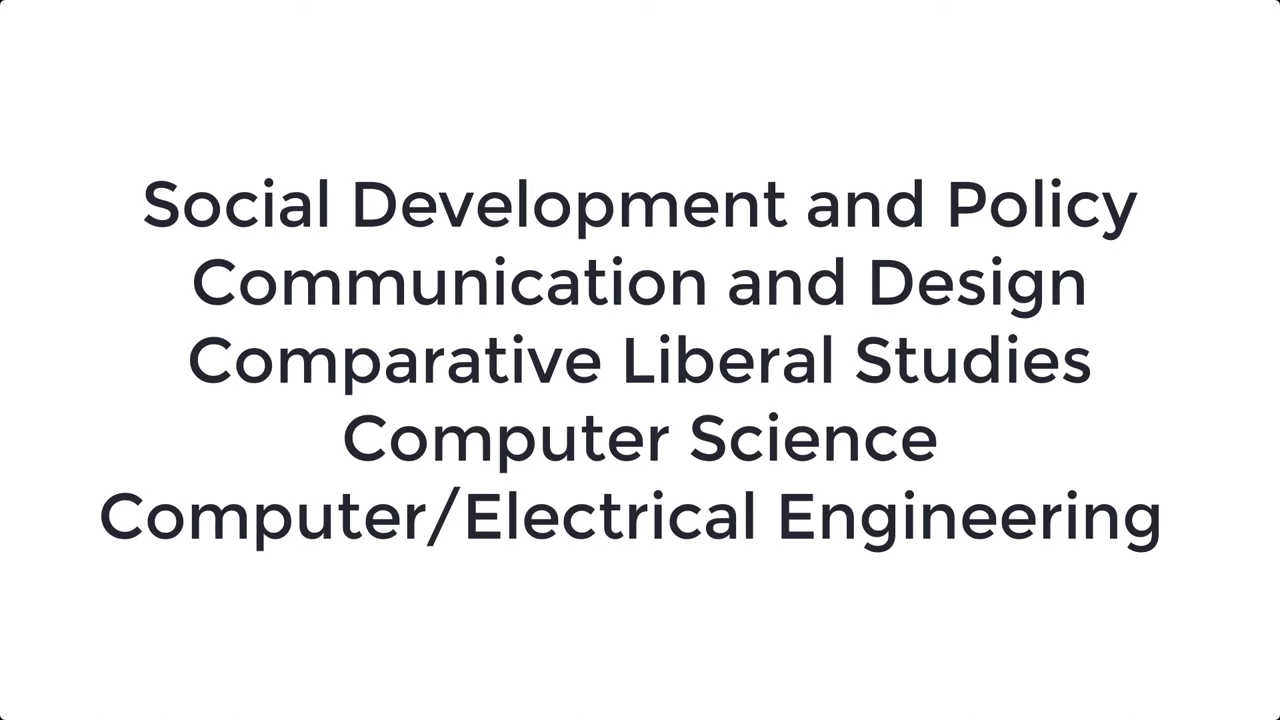 Social Development and Policy
Communication and Design
Comparative Liberal Studies
Computer Science
Computer/Electrical Engineering